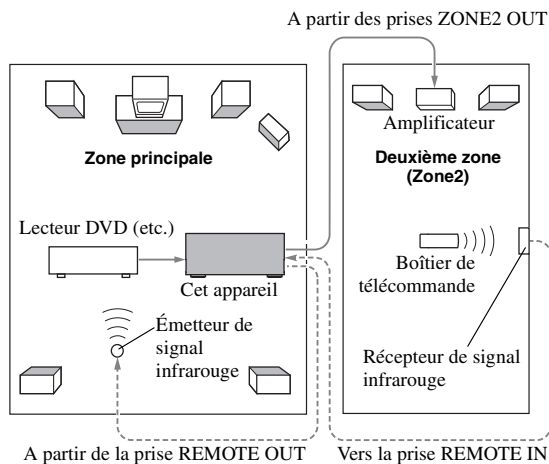 A partir des prises ZONE2 OUT
Amplificateur
Zone principale
Deuxième zone
(Zone2)
Lecteur DVD (etc.)
Cet appareil
Boîtier de
télécommande
Émetteur de
signal
infrarouge
Récepteur de signal
infrarouge
A partir de la prise REMOTE OUT
Vers la prise REMOTE IN